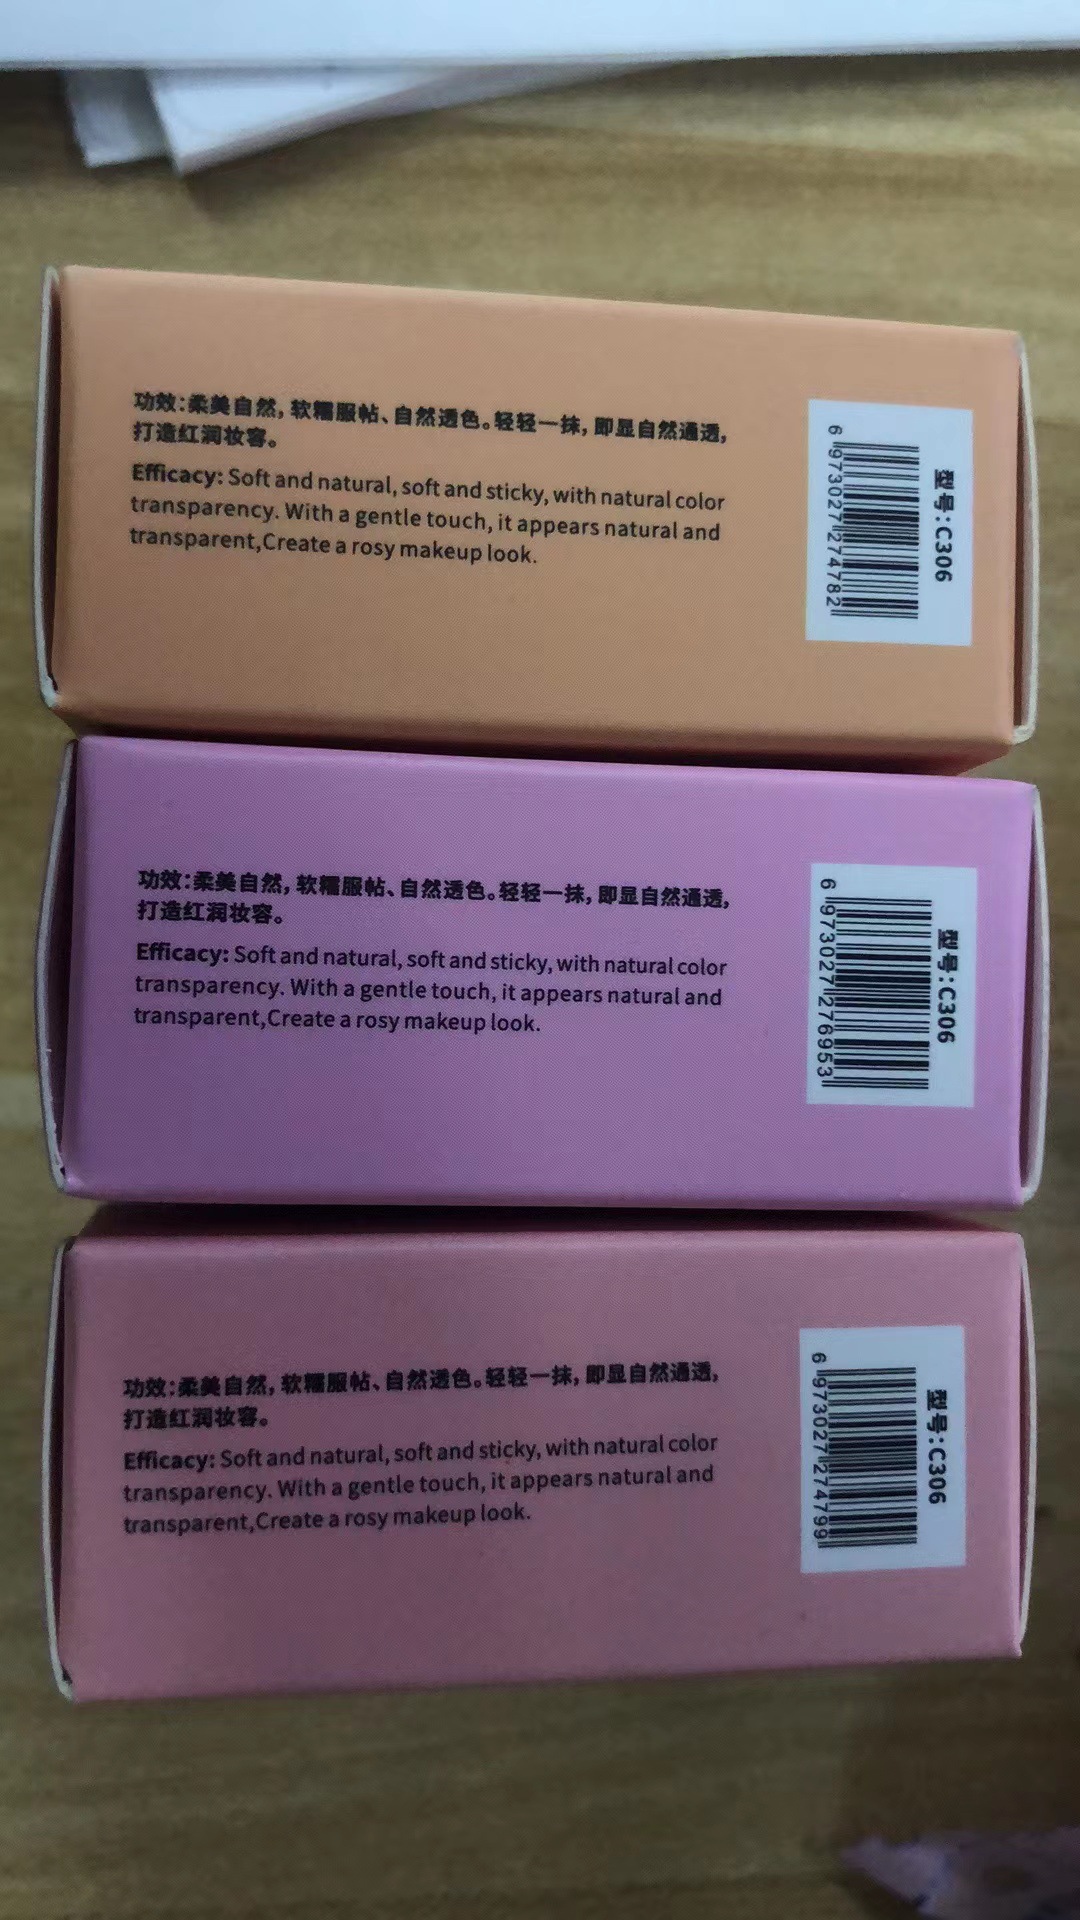 功效:柔美自然,软糯服帖、自然透色。轻轻一抹,即显自然通透,
打造红润妆容。
Efficacy: Soft and natural, soft and sticky, with natural color
transparency. With a gentle touch, it appears natural and
transparent,Create a rosy makeup look.
型号:C306
6 973027 274782
功效:柔美自然,软糯服帖、自然透色。轻轻一抹,即显自然通透,
打造红润妆容。
Efficacy: Soft and natural, soft and sticky, with natural color
transparency. With a gentle touch, it appears natural and
transparent,Create a rosy makeup look.
型号:C306
6 973027 276953
功效:柔美自然,软糯服帖、自然透色。轻轻一抹,即显自然通透,
打造红润妆容。
Efficacy: Soft and natural, soft and sticky, with natural color
transparency. With a gentle touch, it appears natural and
transparent,Create a rosy makeup look.
型号:C306
6 973027 274799